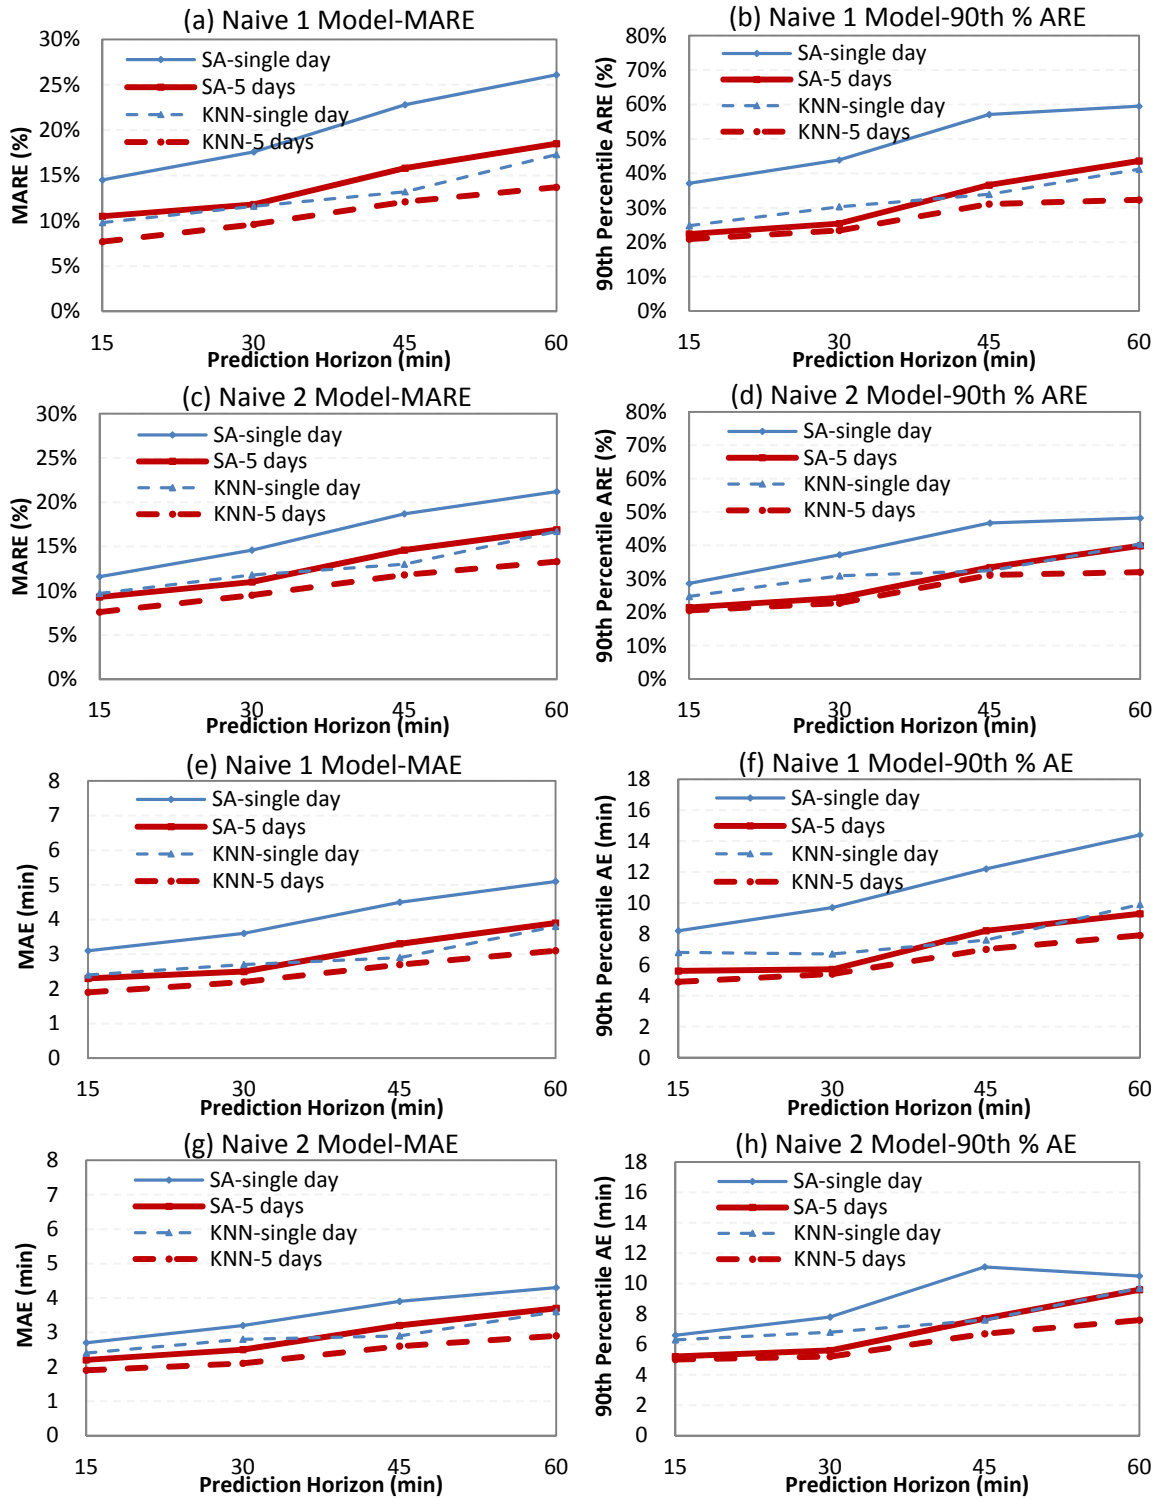 (a) Naive 1 Model-MARE
30%
25%
20%
15%
10%
5%
0%
MARE (%)
SA-single day
SA-5 days
KNN-single day
KNN-5 days
15 30 45 60
Prediction Horizon (min)
(b) Naive 1 Model-90th % ARE
80%
70%
60%
50%
40%
30%
20%
10%
0%
90th Percentile ARE (%)
SA-single day
SA-5 days
KNN-single day
KNN-5 days
15 30 45 60
Prediction Horizon (min)
(c) Naive 2 Model-MARE
30%
25%
20%
15%
10%
5%
0%
MARE (%)
SA-single day
SA-5 days
KNN-single day
KNN-5 days
15 30 45 60
Prediction Horizon (min)
(d) Naive 2 Model-90th % ARE
80%
70%
60%
50%
40%
30%
20%
10%
0%
90th Percentile ARE (%)
SA-single day
SA-5 days
KNN-single day
KNN-5 days
15 30 45 60
Prediction Horizon (min)
(e) Naive 1 Model-MAE
8
7
6
5
4
3
2
1
0
MAE (min)
SA-single day
SA-5 days
KNN-single day
KNN-5 days
15 30 45 60
Prediction Horizon (min)
(f) Naive 1 Model-90th % AE
18
16
14
12
10
8
6
4
2
0
90th Percentile AE (min)
SA-single day
SA-5 days
KNN-single day
KNN-5 days
15 30 45 60
Prediction Horizon (min)
(g) Naive 2 Model-MAE
8
7
6
5
4
3
2
1
0
MAE (min)
SA-single day
SA-5 days
KNN-single day
KNN-5 days
15 30 45 60
Prediction Horizon (min)
(h) Naive 2 Model-90th % AE
18
16
14
12
10
8
6
4
2
0
90th Percentile AE (min)
SA-single day
SA-5 days
KNN-single day
KNN-5 days
15 30 45 60
Prediction Horizon (min)